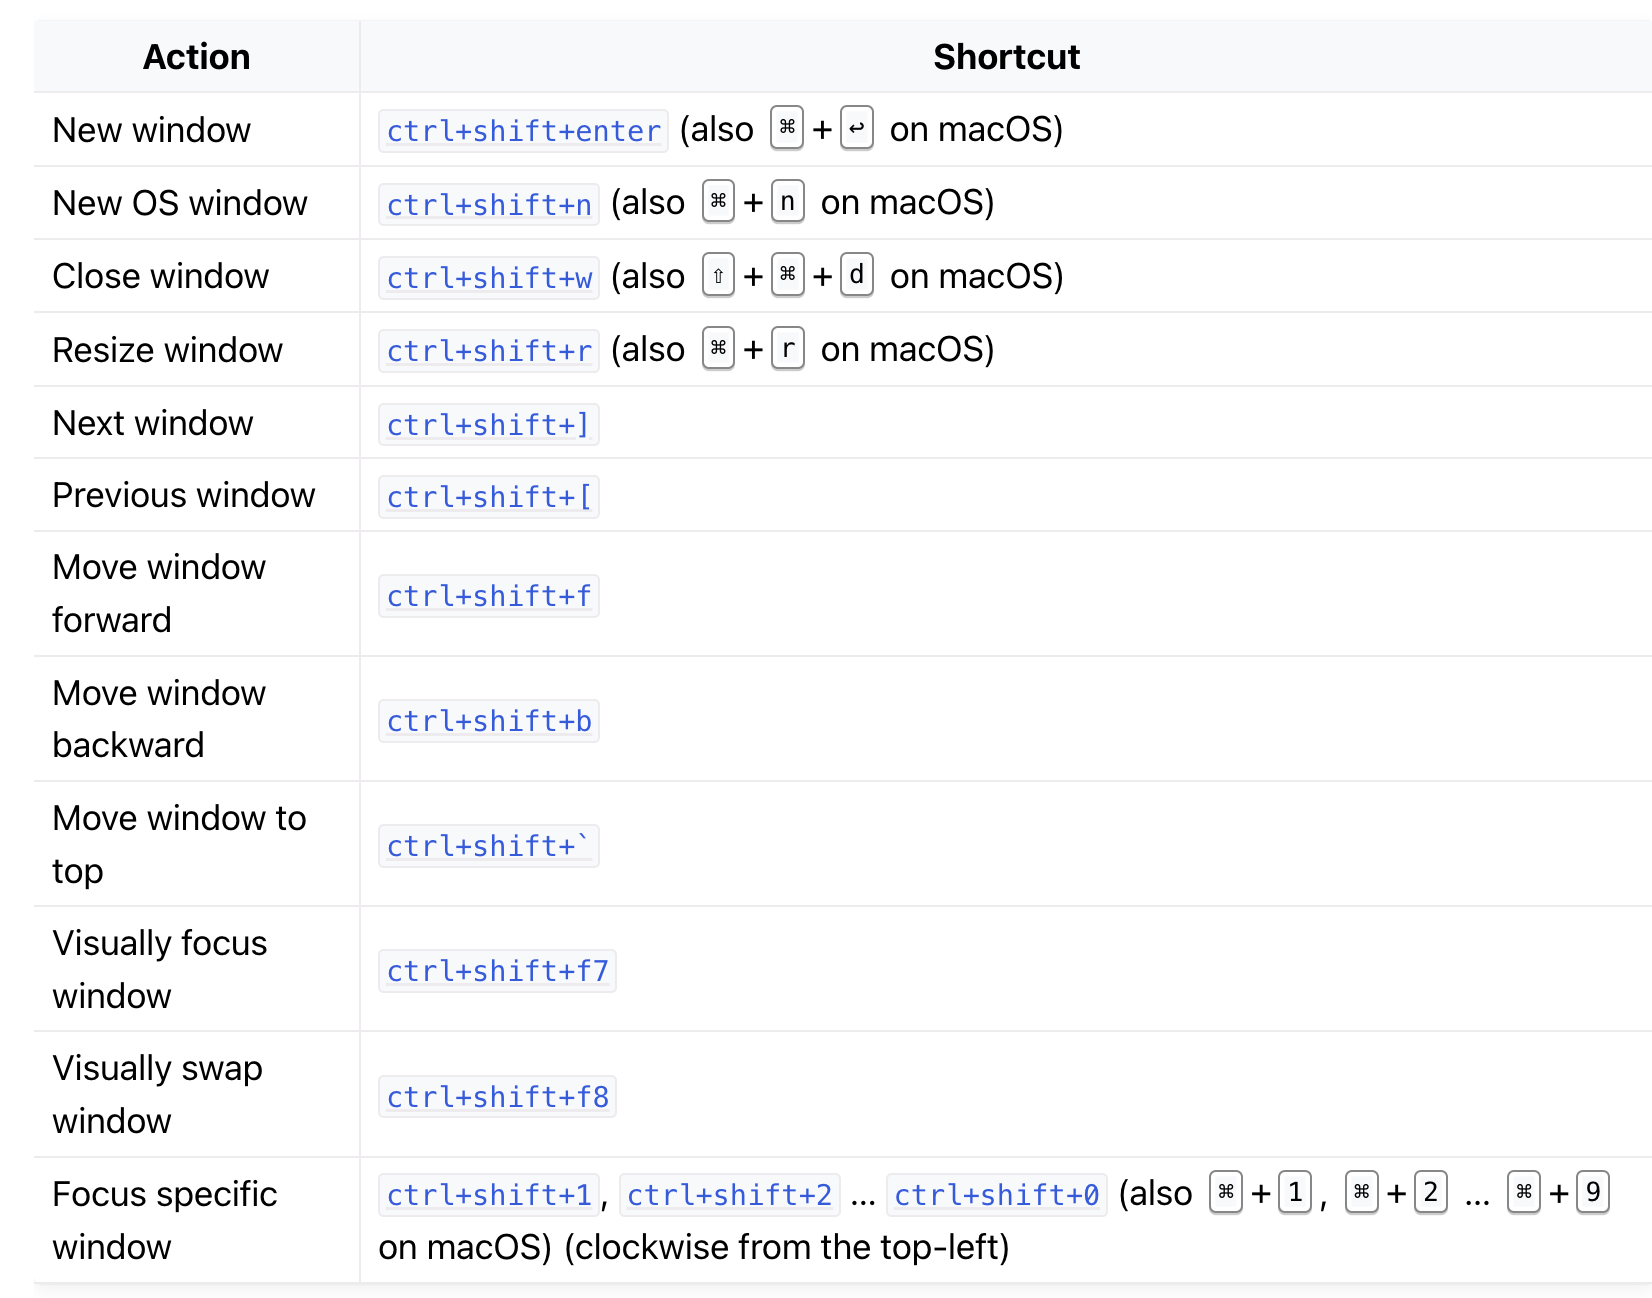 Action Shortcut
New window ctrl+shift+enter (also ⌘ + ↩ on macOS)
New OS window ctrl+shift+n (also ⌘ + n on macOS)
Close window ctrl+shift+w (also ⇧ + ⌘ + d on macOS)
Resize window ctrl+shift+r (also ⌘ + r on macOS)
Next window ctrl+shift+]
Previous window ctrl+shift+[
Move window
forward
ctrl+shift+f
Move window
backward
ctrl+shift+b
Move window to
top
ctrl+shift+`
Visually focus
window
ctrl+shift+f7
Visually swap
window
ctrl+shift+f8
Focus specific
window
ctrl+shift+1, ctrl+shift+2 ... ctrl+shift+0 (also ⌘ + 1 , ⌘ + 2 ... ⌘ + 9
on macOS) (clockwise from the top-left)